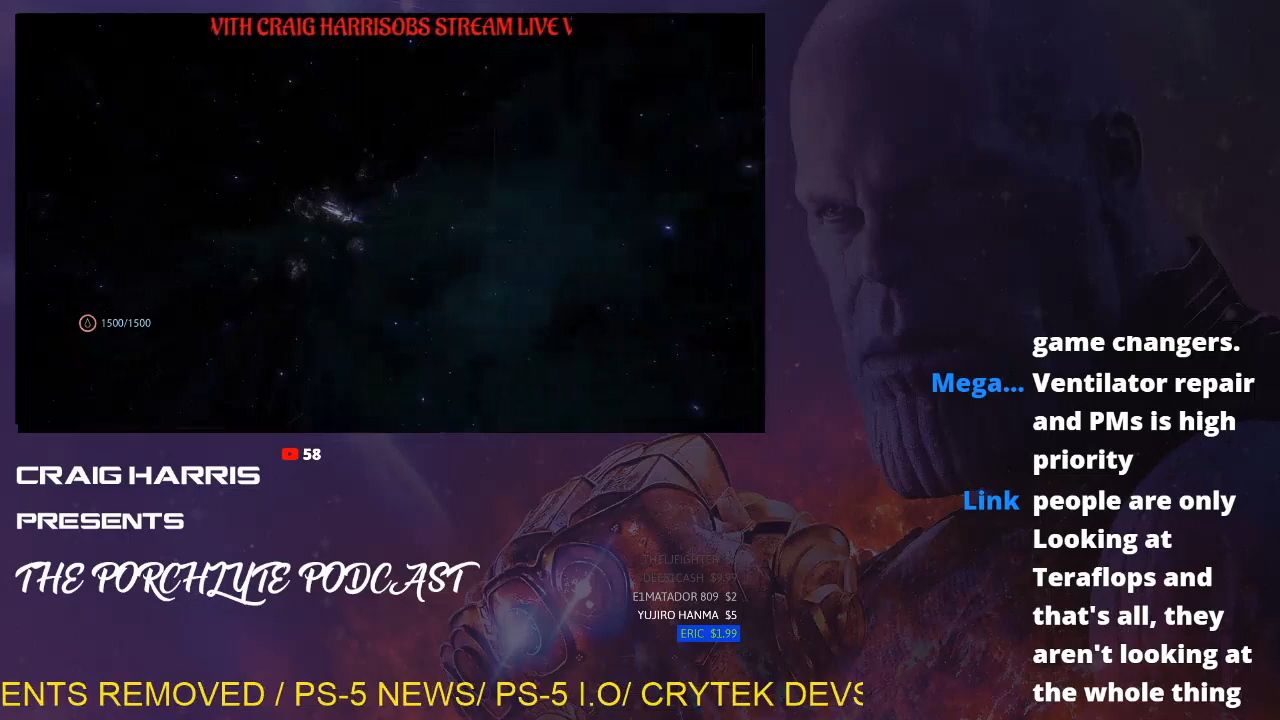 VITH CRAIG HARRISOBS STREAM LIVE V
1500/1500
58
CRAIG HARRIS
PRESENTS
THE PORCHLYTE PODCAST
DEEZ1CASH $9.99
E1MATADOR 809 $2
YUJIRO HANMA $5
ERIC $1.99
game changers.
Mega... Ventilator repair
and PMs is high
priority
Link people are only
Looking at
Teraflops and
that's all, they
aren't looking at
the whole thing
ENTS REMOVED / PS-5 NEWS/ PS-5 I.O/ CRYTEK DEVS